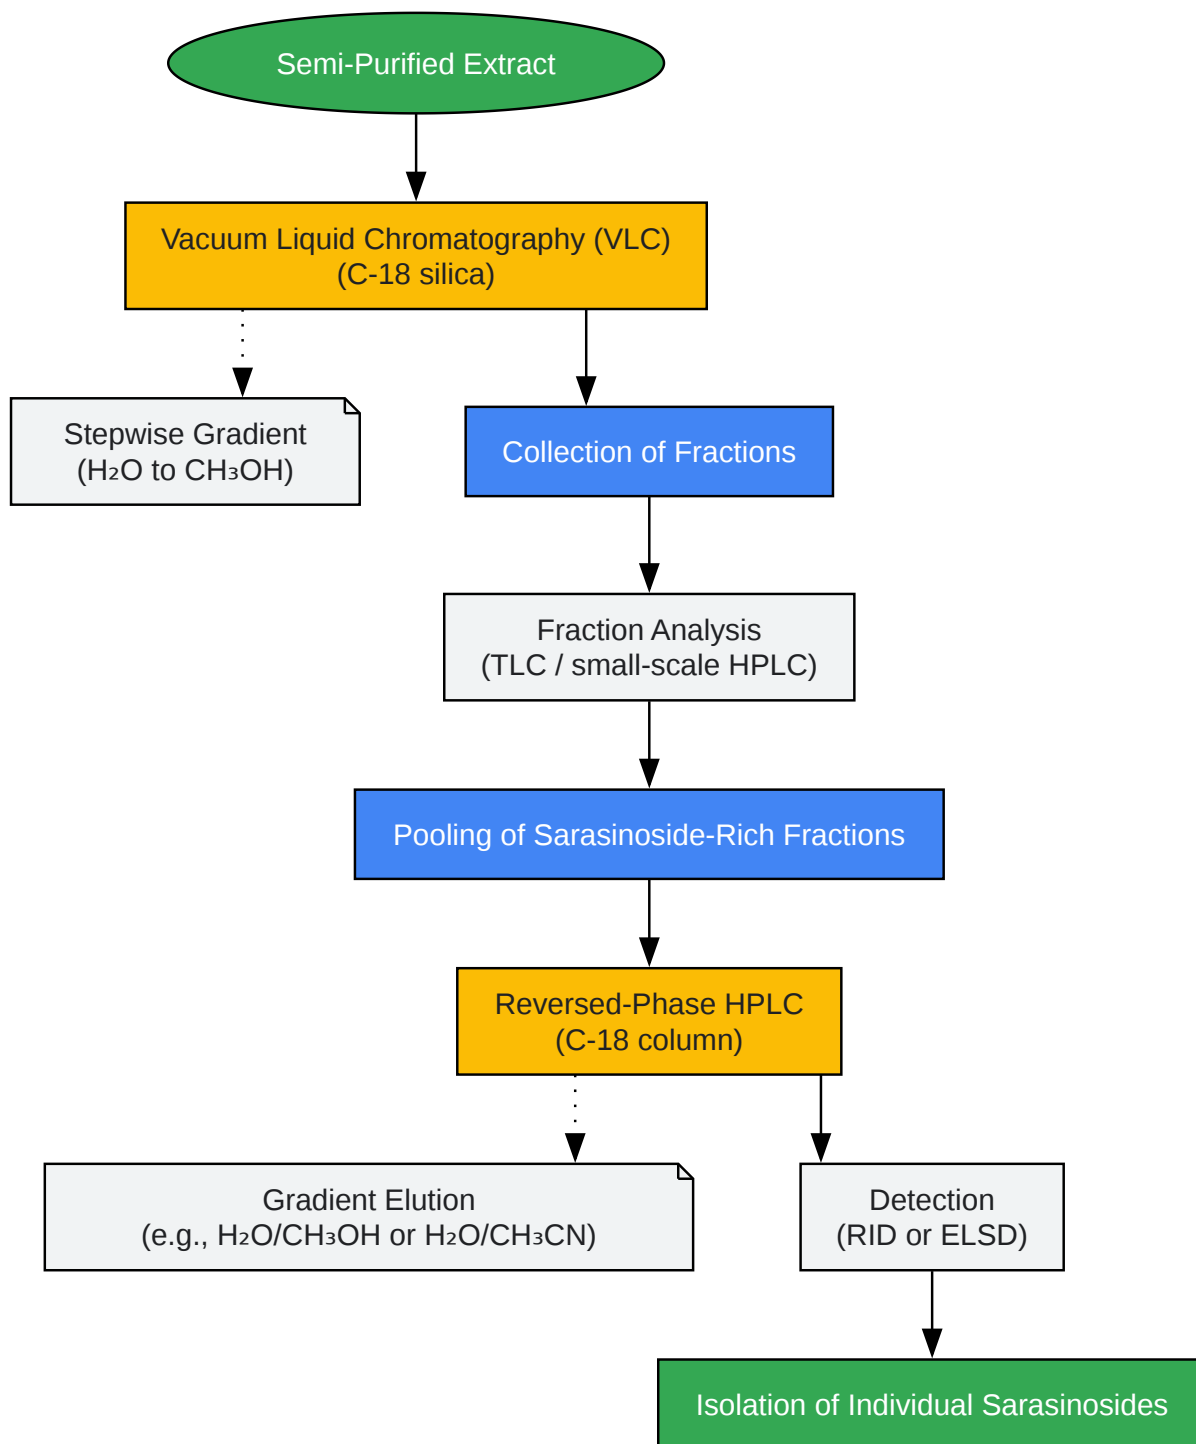 Semi-Purified Extract
Vacuum Liquid Chromatography (VLC)
(C-18 silica)
Stepwise Gradient
(H₂O to CH₃OH)
Collection of Fractions
Fraction Analysis
(TLC / small-scale HPLC)
Pooling of Sarasinoside-Rich Fractions
Reversed-Phase HPLC
(C-18 column)
Gradient Elution
(e.g., H₂O/CH₃OH or H₂O/CH₃CN)
Detection
(RID or ELSD)
Isolation of Individual Sarasinosides